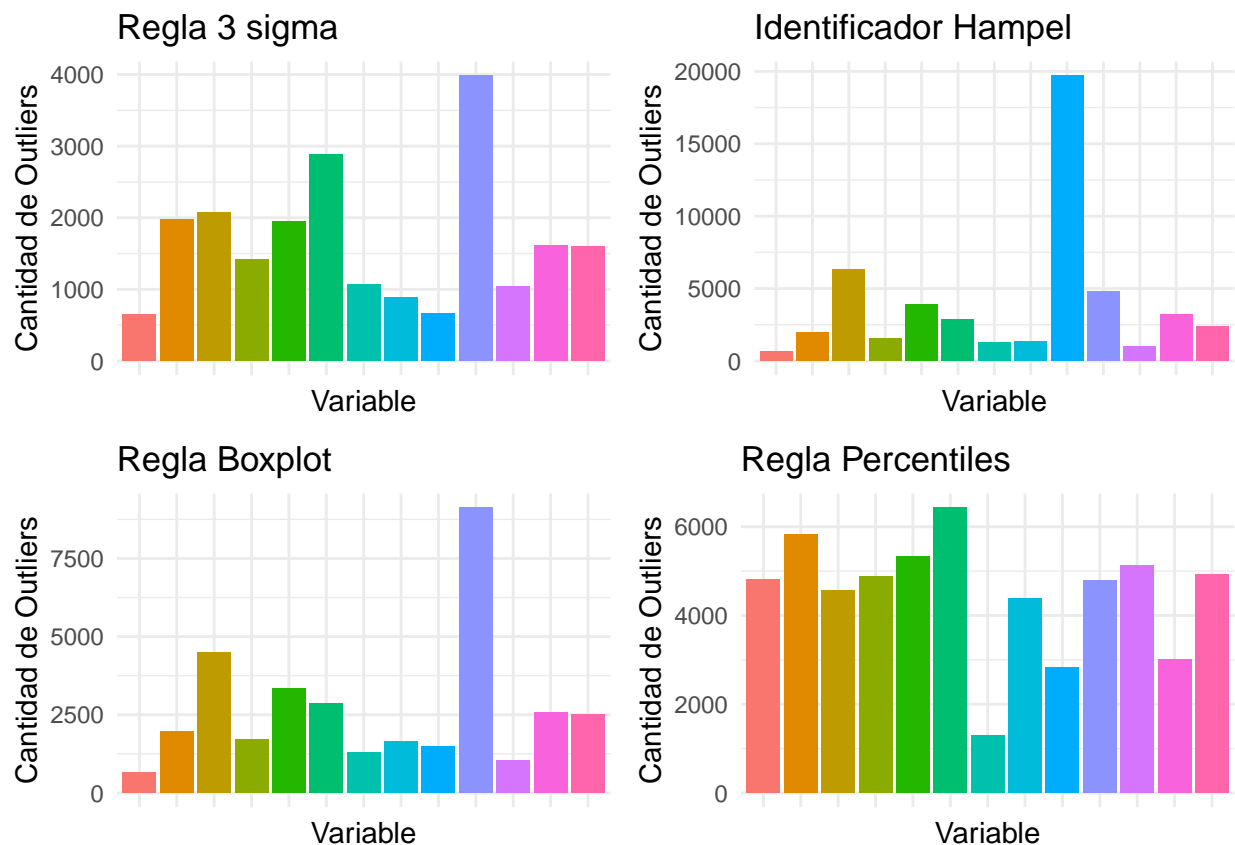 Regla 3 sigma
Cantidad de Outliers
4000
3000
2000
1000
0
Variable
Identificador Hampel
Cantidad de Outliers
20000
15000
10000
5000
0
Variable
Regla Boxplot
Cantidad de Outliers
7500
5000
2500
0
Variable
Regla Percentiles
Cantidad de Outliers
6000
4000
2000
0
Variable